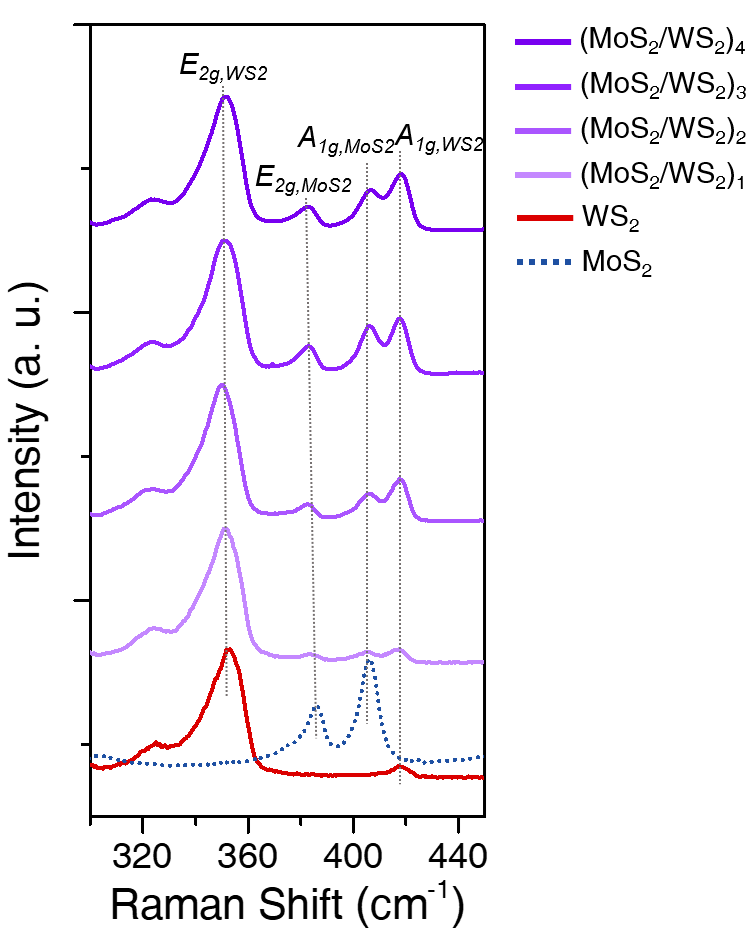 E2g,WS2
A1g,MoS2
A1g,WS2
E2g,MoS2
(MoS2/WS2)4
(MoS2/WS2)3
(MoS2/WS2)2
(MoS2/WS2)1
WS2
MoS2
Intensity (a. u.)
320 360 400 440
Raman Shift (cm-1)